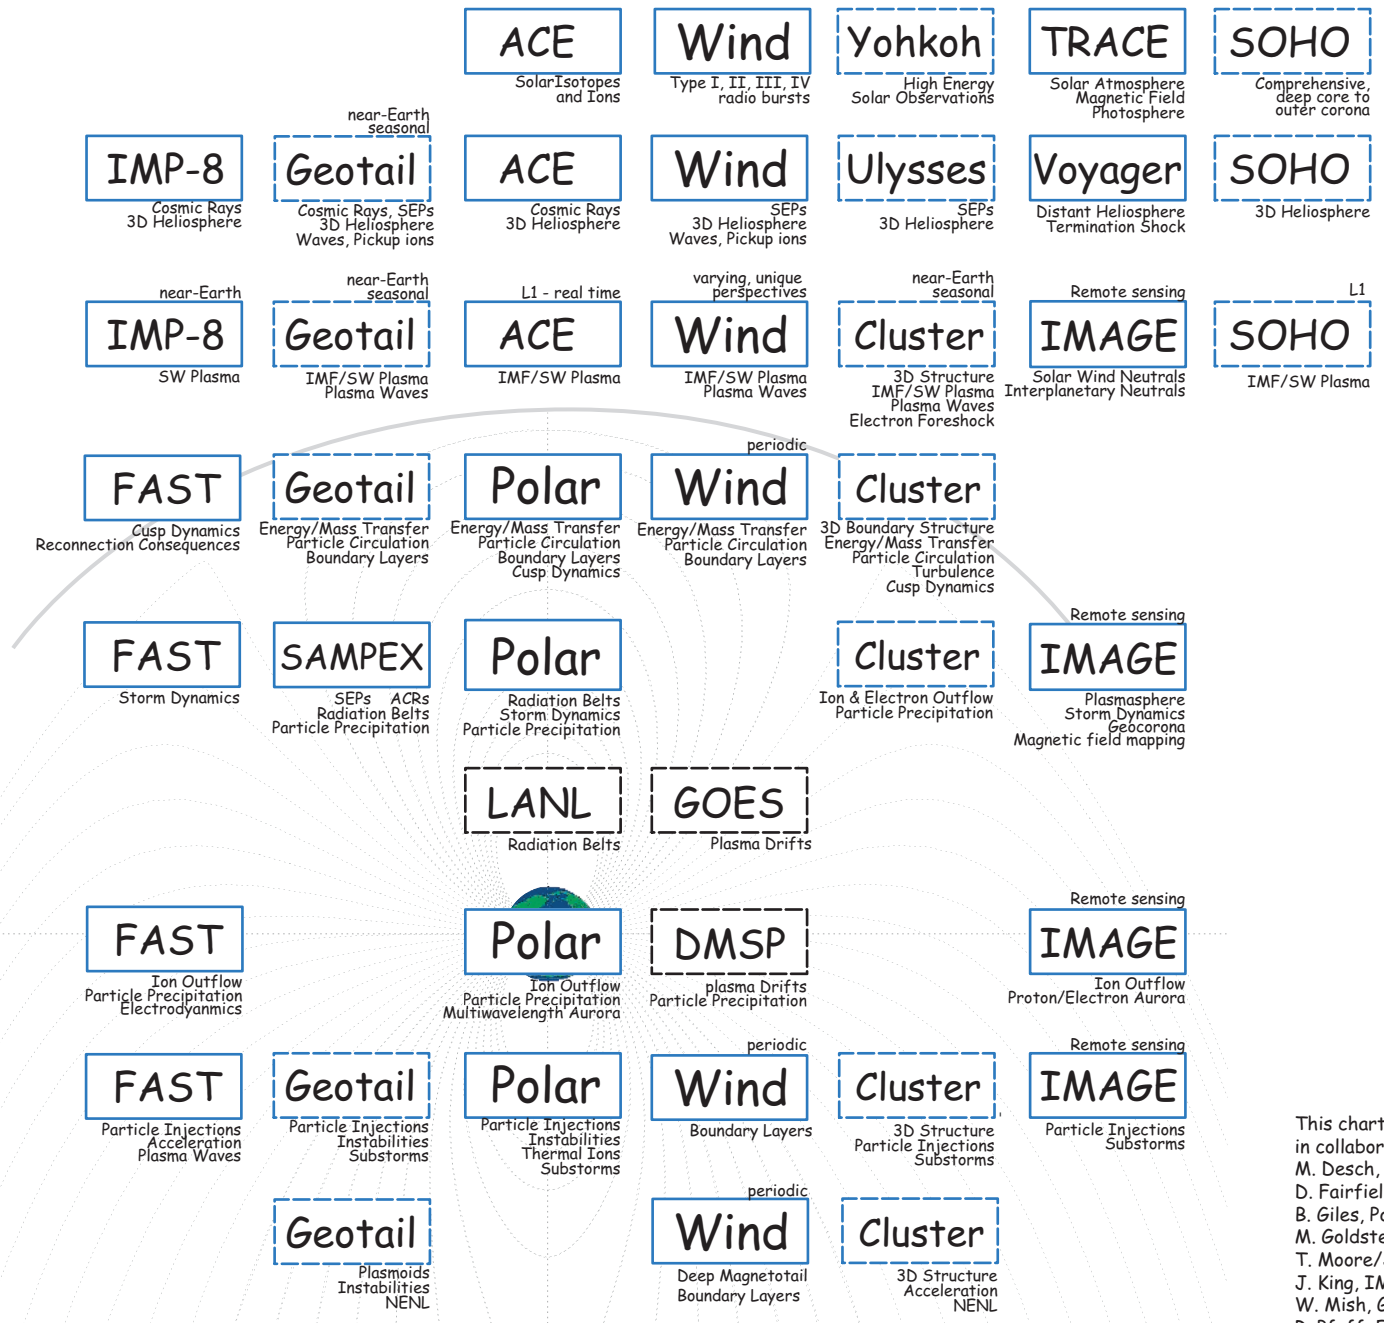 ACE
SolarIsotopes
and Ions
Wind
Type I, II, III, IV
radio bursts
Yohkoh
High Energy
Solar Observations
TRACE
Solar Atmosphere
Magnetic Field
Photosphere
SOHO
Comprehensive,
deep core to
outer corona
IMP-8
Cosmic Rays
3D Heliosphere
near-Earth
seasonal
Geotail
Cosmic Rays, SEPs
3D Heliosphere
Waves, Pickup ions
ACE
Cosmic Rays
3D Heliosphere
Wind
SEPs
3D Heliosphere
Waves, Pickup ions
Ulysses
SEPs
3D Heliosphere
Voyager
Distant Heliosphere
Termination Shock
SOHO
3D Heliosphere
near-Earth
IMP-8
SW Plasma
near-Earth
seasonal
Geotail
IMF/SW Plasma
Plasma Waves
L1 - real time
ACE
IMF/SW Plasma
varying, unique
perspectives
Wind
IMF/SW Plasma
Plasma Waves
near-Earth
seasonal
Cluster
3D Structure
IMF/SW Plasma
Plasma Waves
Electron Foreshock
Remote sensing
IMAGE
Solar Wind Neutrals
Interplanetary Neutrals
L1
SOHO
IMF/SW Plasma
FAST
Cusp Dynamics
Reconnection Consequences
Geotail
Energy/Mass Transfer
Particle Circulation
Boundary Layers
Polar
Energy/Mass Transfer
Particle Circulation
Boundary Layers
Cusp Dynamics
periodic
Wind
Energy/Mass Transfer
Particle Circulation
Boundary Layers
Cluster
3D Boundary Structure
Energy/Mass Transfer
Particle Circulation
Turbulence
Cusp Dynamics
FAST
Storm Dynamics
SAMPEX
SEPs ACRs
Radiation Belts
Particle Precipitation
Polar
Radiation Belts
Storm Dynamics
Particle Precipitation
Cluster
Ion & Electron Outflow
Particle Precipitation
Remote sensing
IMAGE
Plasmasphere
Storm Dynamics
Geocorona
Magnetic field mapping
LANL
Radiation Belts
GOES
Plasma Drifts
FAST
Ion Outflow
Particle Precipitation
Electrodyanmics
Polar
Ion Outflow
Particle Precipitation
Multiwavelength Aurora
DMSP
plasma Drifts
Particle Precipitation
Remote sensing
IMAGE
Ion Outflow
Proton/Electron Aurora
FAST
Particle Injections
Acceleration
Plasma Waves
Geotail
Particle Injections
Instabilities
Substorms
Polar
Particle Injections
Instabilities
Thermal Ions
Substorms
periodic
Wind
Boundary Layers
Cluster
3D Structure
Particle Injections
Substorms
Remote sensing
IMAGE
Particle Injections
Substorms
Geotail
Plasmoids
Instabilities
NENL
periodic
Wind
Deep Magnetotail
Boundary Layers
Cluster
3D Structure
Acceleration
NENL
This chart
in collabor
M. Desch,
D. Fairfiel
B. Giles, Po
M. Goldste
T. Moore/
J. King, IM
W. Mish, G